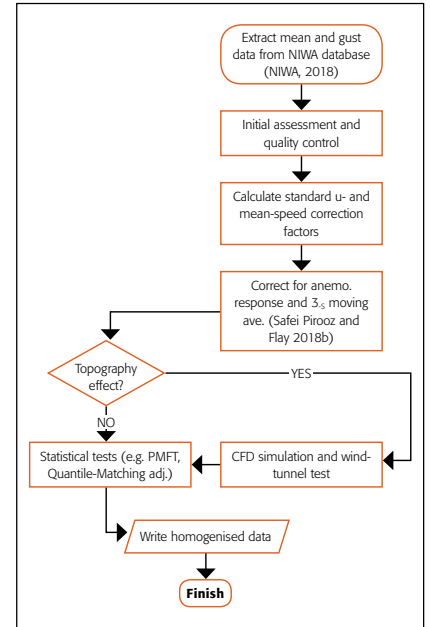 Extract mean and gust
data from NIWA database
(NIWA, 2018)
Initial assessment and
quality control
Calculate standard u- and
mean-speed correction
factors
Correct for anemo.
response and 3-s moving
ave. (Safei Pirooz and
Flay 2018b)
Topography
effect?
YES
NO
Statistical tests (e.g. PMFT,
Quantile-Matching adj.)
CFD simulation and wind-
tunnel test
Write homogenised data
Finish